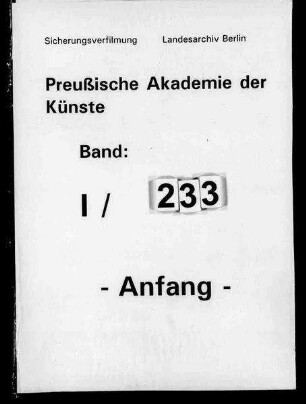 Sicherungsverfilmung Landesarchiv Berlin
Preußische Akademie der
Künste
Band:
I / 233
- Anfang -